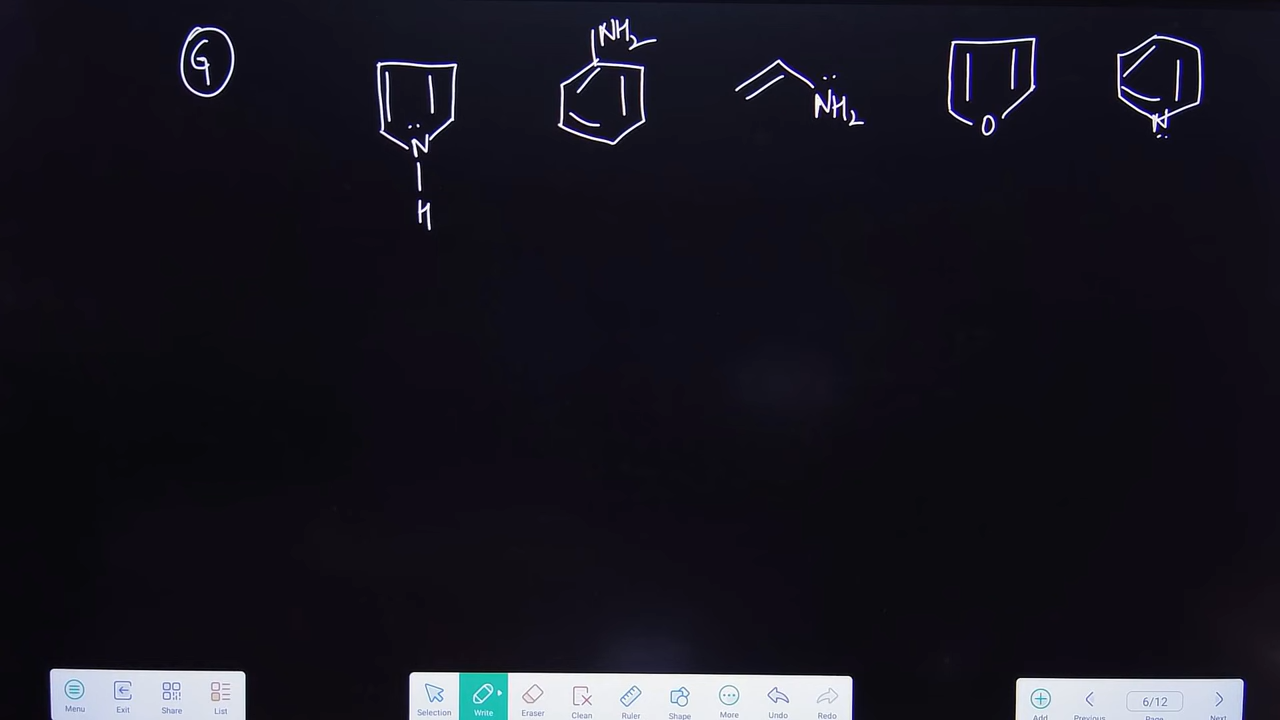 G
NH2
N
H
NH2
O
N
Menu
Exit
Share
List
Selection
Write
Eraser
Clean
Ruler
Shape
More
Undo
Redo
Add
Previous
6/12
Page
Next